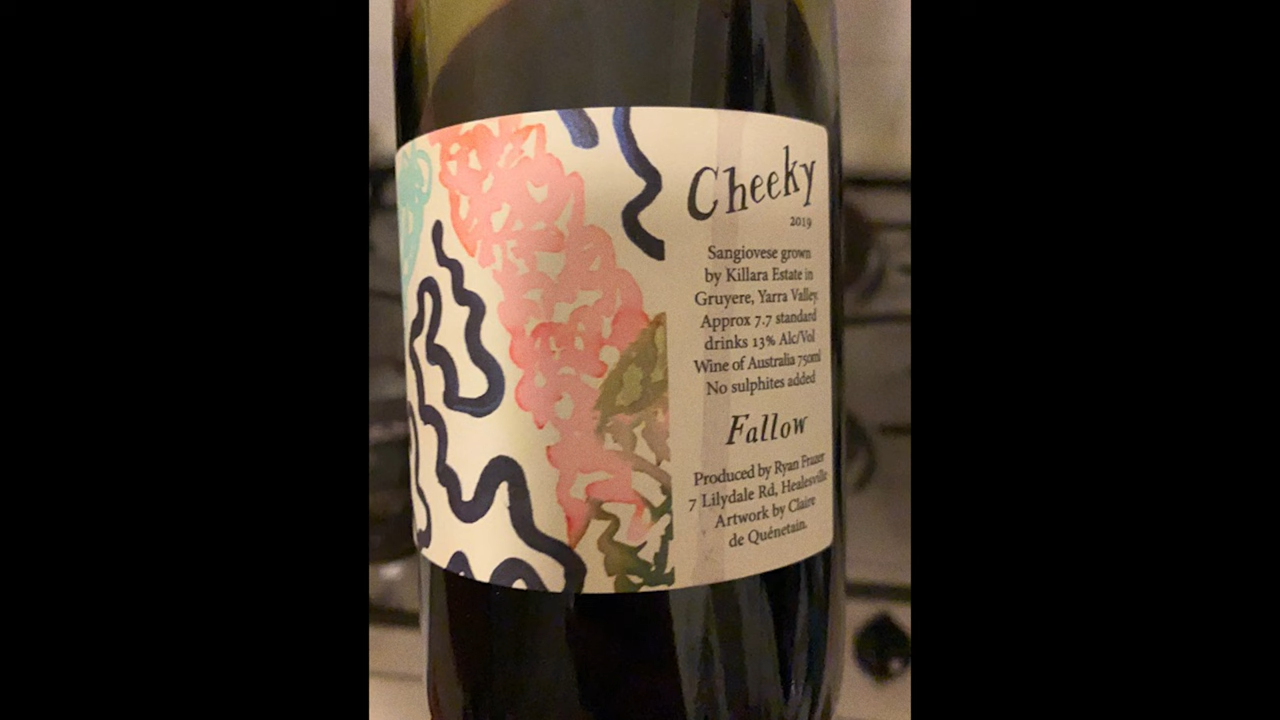 Cheeky
2019
Sangiovese grown
by Killara Estate in
Gruyere, Yarra Valley.
Approx 7.7 standard
drinks 13% Alc/Vol
Wine of Australia 750ml
No sulphites added
Fallow
Produced by Ryan Frazer
7 Lilydale Rd, Healesville
Artwork by Claire
de Quénetain.